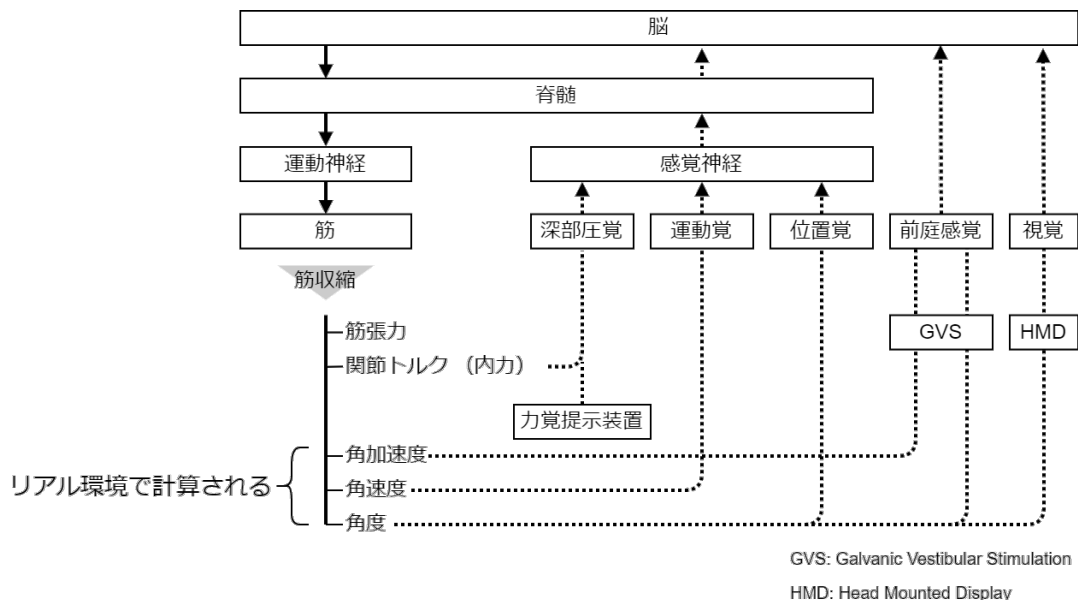 脳
脊髄
運動神経
感覚神経
筋
深部圧覚
運動覚
位置覚
前庭感覚
視覚
筋収縮
筋張力
GVS
HMD
関節トルク (内力)
力覚提示装置
角加速度
リアル環境で計算される
角速度
角度
GVS: Galvanic Vestibular Stimulation
HMD: Head Mounted Display